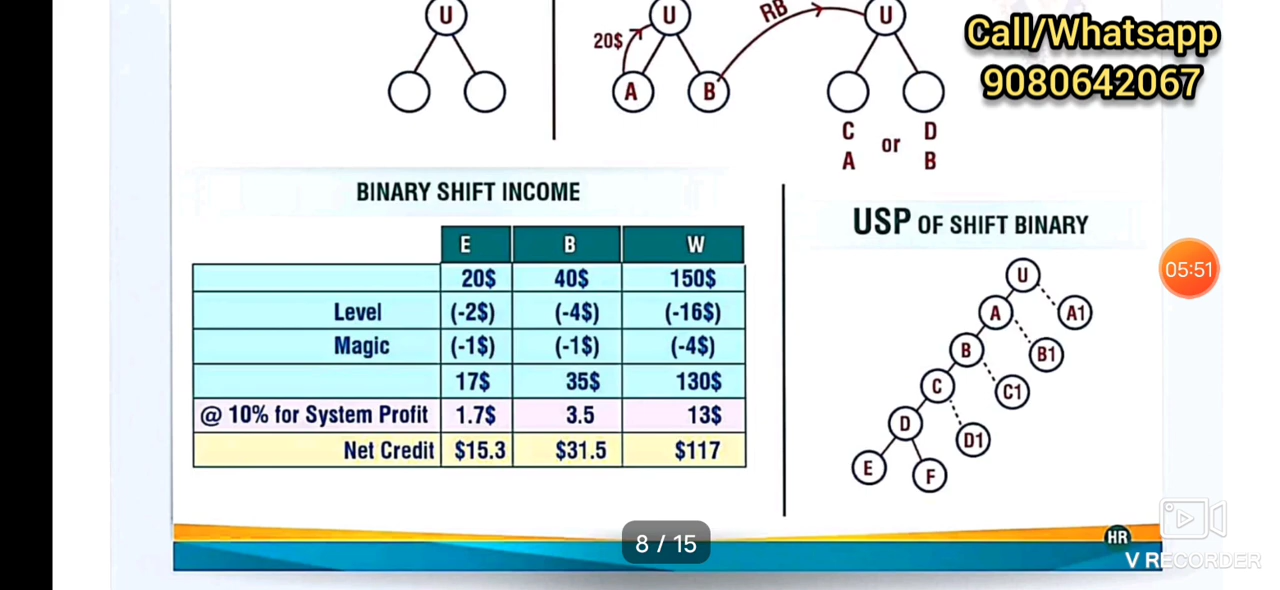 U
U
U
RB
20$
A
B
C or D
A B
Call/Whatsapp
9080642067
BINARY SHIFT INCOME
E B W
20$ 40$ 150$
Level (-2$) (-4$) (-16$)
Magic (-1$) (-1$) (-4$)
17$ 35$ 130$
@ 10% for System Profit 1.7$ 3.5 13$
Net Credit $15.3 $31.5 $117
USP OF SHIFT BINARY
U
A A1
B B1
C C1
D D1
E F
05:51
8 / 15
HR
V RECORDER